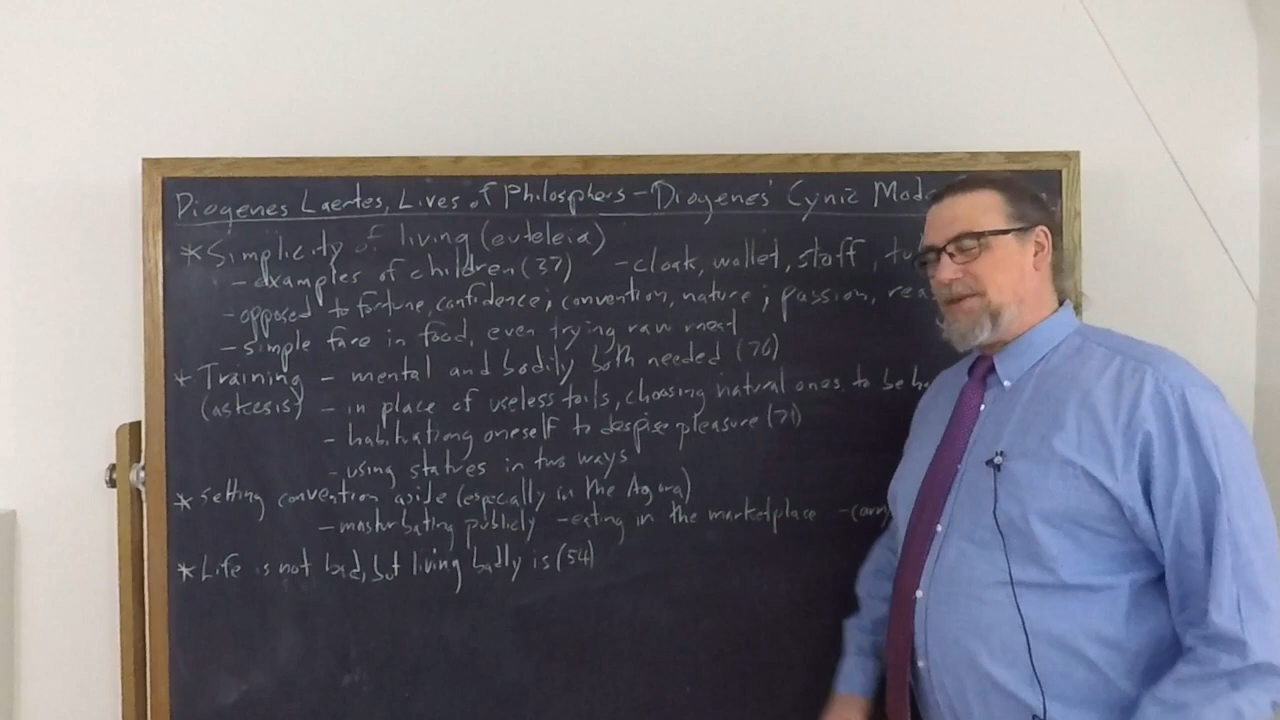 Diogenes Laertes, Lives of Philosophers - Diogenes' Cynic
* Simplicity of living (euteleia)
- examples of children (37) - cloak, wallet, staff,
- opposed to fortune, confidence; convention, nature; passion,
- simple fare in food, even trying raw meat
* Training - mental and bodily both needed (70)
(askesis) - in place of useless toils, choosing natural ones to be
- habituationg oneself to despise pleasure (71)
- using statues in two ways
* setting convention aside (especially in the Agora)
- masturbating publicly - eating in the marketplace -
* Life is not bad, but living badly is (54)